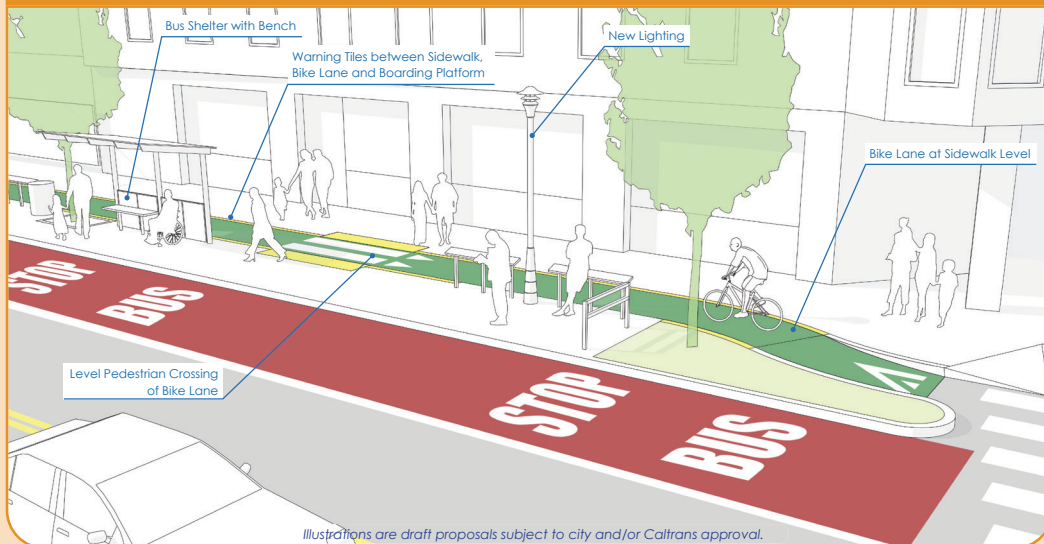 Bus Shelter with Bench
Warning Tiles between Sidewalk,
Bike Lane and Boarding Platform
New Lighting
Bike Lane at Sidewalk Level
Level Pedestrian Crossing
of Bike Lane
STOP
BUS
STOP
BUS
Illustrations are draft proposals subject to city and/or Caltrans approval.